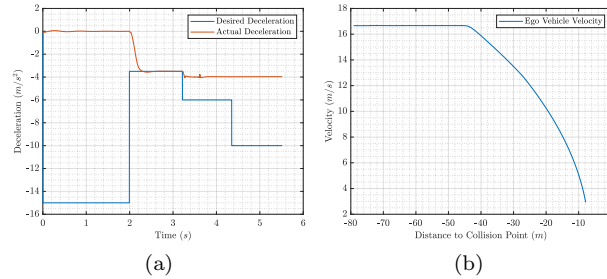 Desired Deceleration
Actual Deceleration
0
-2
-4
-6
-8
-10
-12
-14
-16
Deceleration (m/s²)
0 1 2 3 4 5 6
Time (s)
(a)
Ego Vehicle Velocity
18
16
14
12
10
8
6
4
2
Velocity (m/s)
-80 -70 -60 -50 -40 -30 -20 -10
Distance to Collision Point (m)
(b)